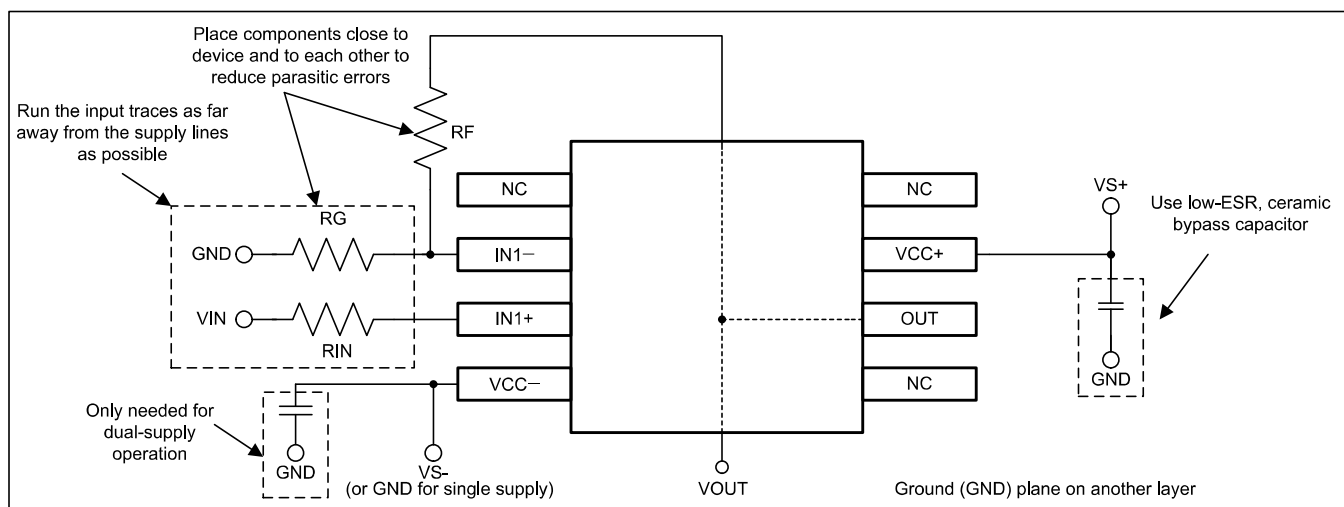 Place components close to
device and to each other to
reduce parasitic errors
Run the input traces as far
away from the supply lines
as possible
RF
NC
NC
VS+
Use low-ESR, ceramic
bypass capacitor
RG
GND
IN1−
VCC+
VIN
IN1+
OUT
RIN
VCC−
NC
GND
Only needed for
dual-supply
operation
GND
VS-
(or GND for single supply)
VOUT
Ground (GND) plane on another layer